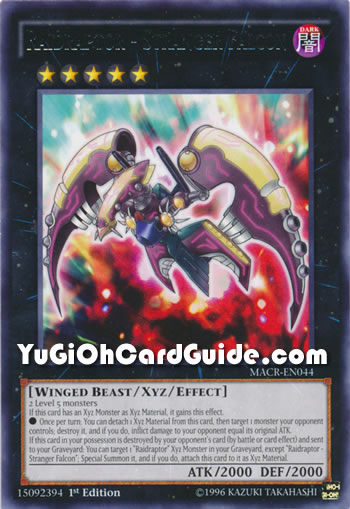 RAIDRAPTOR - STRANGER FALCON
DARK
闇
YuGiOhCardGuide.com
MACR-EN044
[WINGED BEAST/XYZ/EFFECT]
2 Level 5 monsters
If this card has an Xyz Monster as Xyz Material, it gains this effect.
● Once per turn: You can detach 1 Xyz Material from this card, then target 1 monster your opponent
controls; destroy it, and if you do, inflict damage to your opponent equal its original ATK.
If this card in your possession is destroyed by your opponent's card (by battle or card effect) and sent
to your Graveyard: You can target 1 "Raidraptor" Xyz Monster in your Graveyard, except "Raidraptor -
Stranger Falcon"; Special Summon it, and if you do, attach this card to it as Xyz Material.
ATK/2000 DEF/2000
15092394 1st Edition ©1996 KAZUKI TAKAHASHI